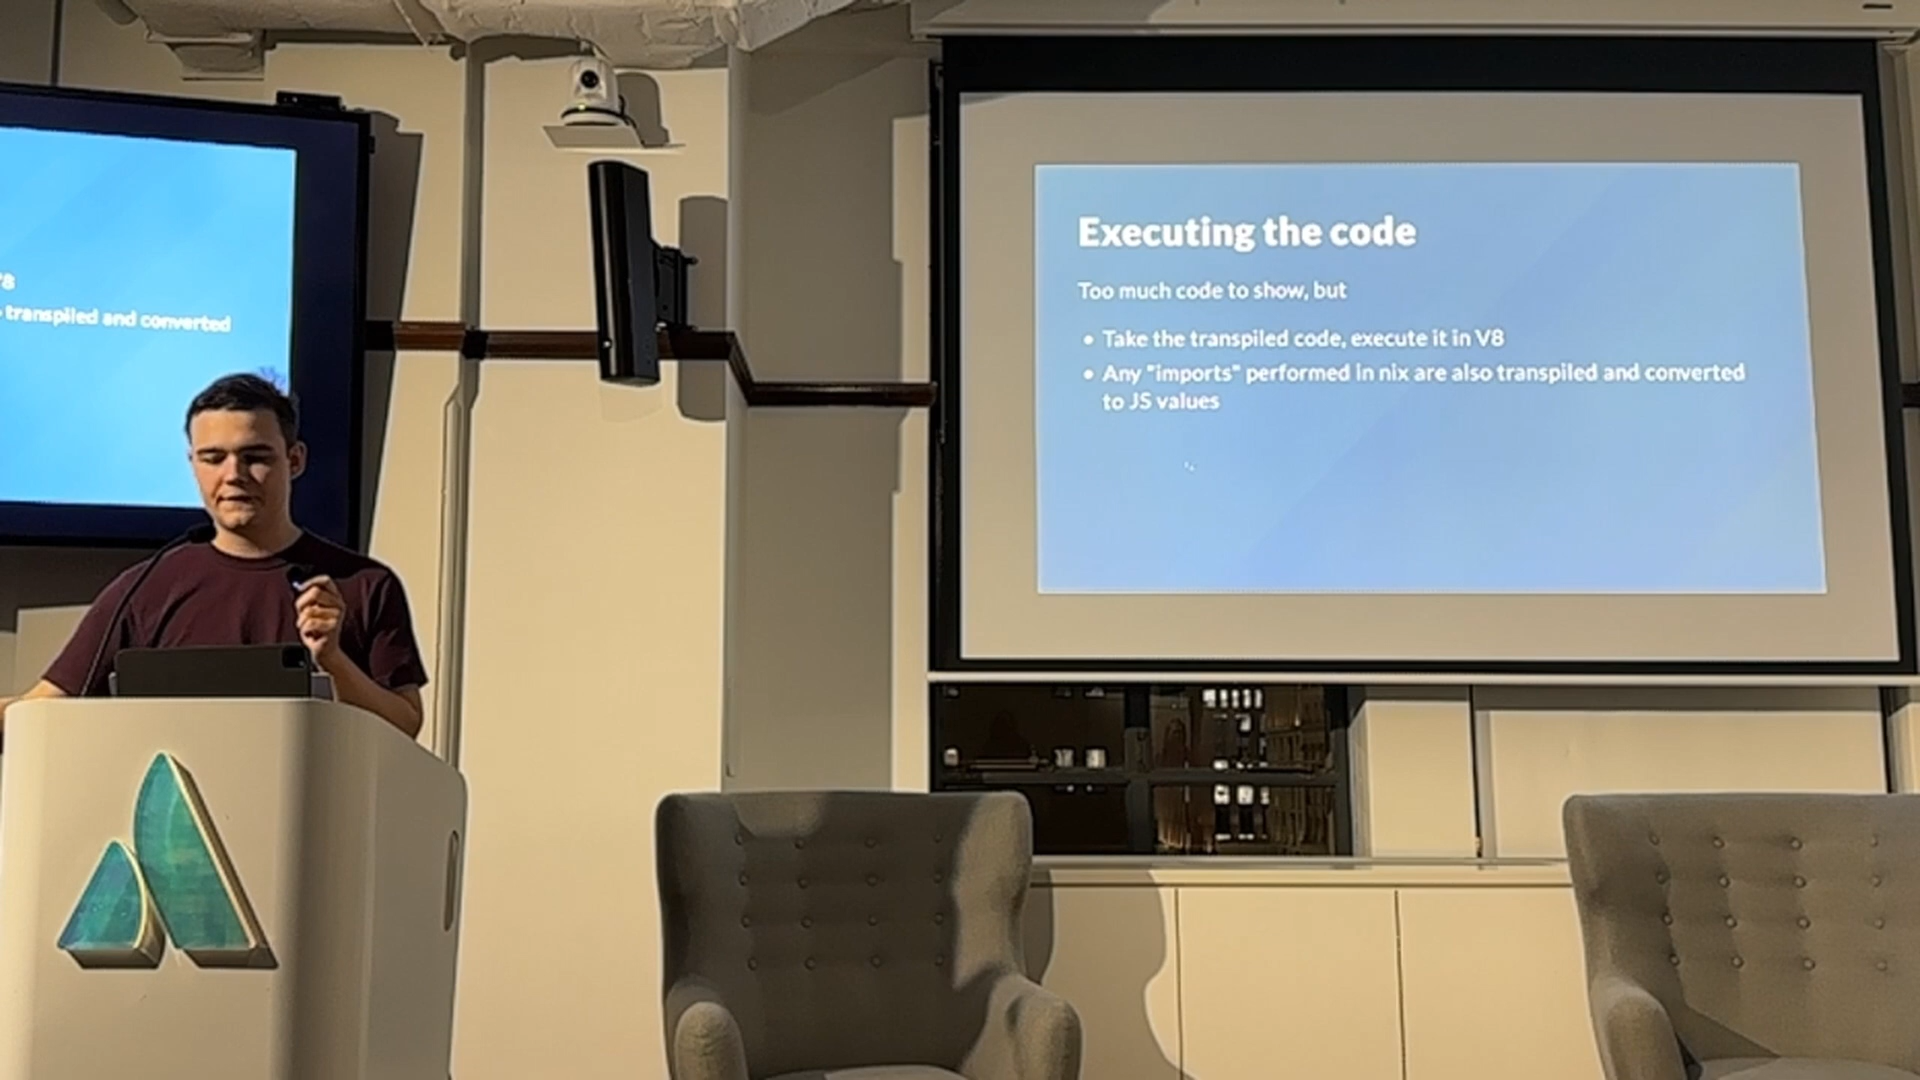 8
transpiled and converted
Executing the code
Too much code to show, but
• Take the transpiled code, execute it in V8
• Any "imports" performed in nix are also transpiled and converted
to JS values